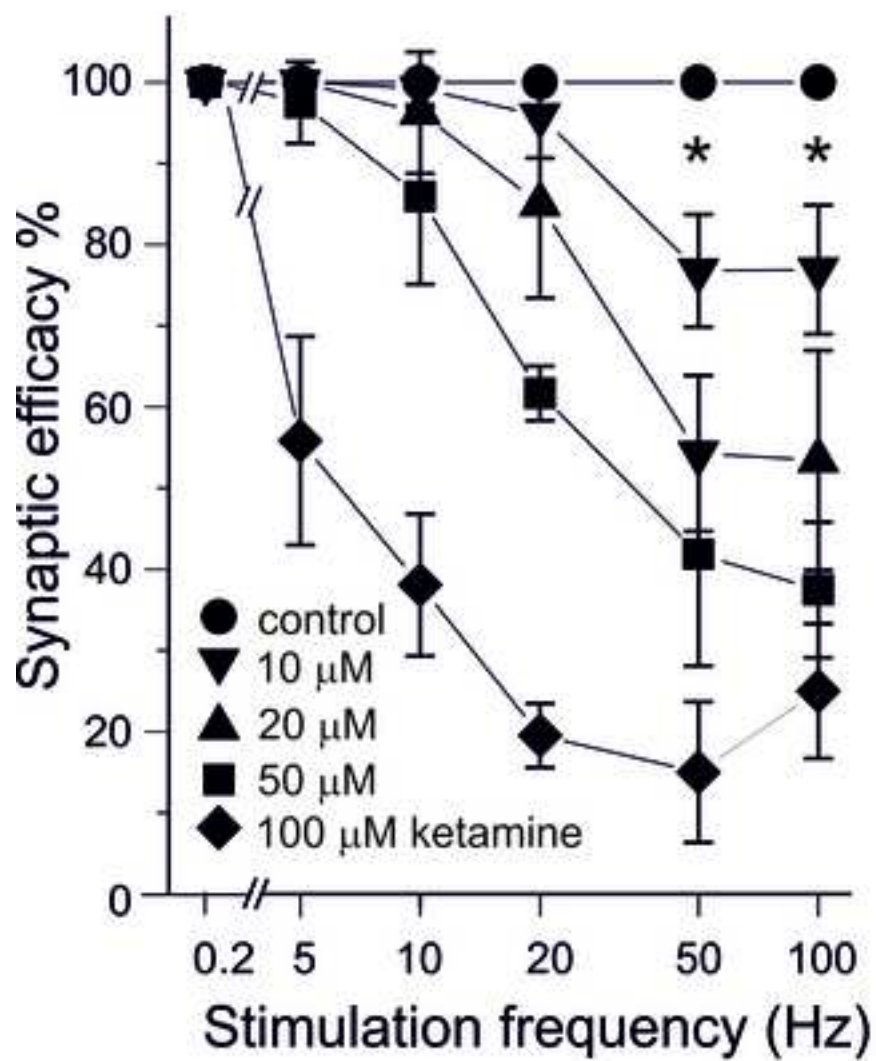 Synaptic efficacy %
100
80
60
40
20
0
* *
control
10 μM
20 μM
50 μM
100 μM ketamine
0.2 5 10 20 50 100
Stimulation frequency (Hz)